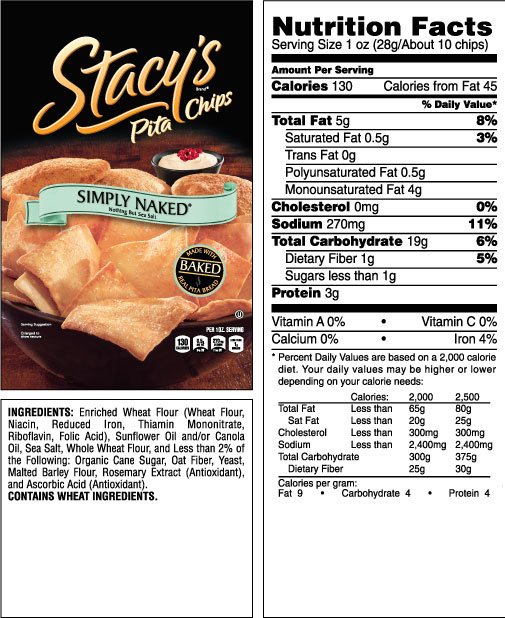 Stacy's
Brand®
Pita Chips
SIMPLY NAKED®
Nothing But Sea Salt
MADE WITH
BAKED
REAL PITA BREAD
Serving Suggestion
Enlarged to
show texture
PER 1OZ. SERVING
130
CALORIES
INGREDIENTS: Enriched Wheat Flour (Wheat Flour,
Niacin, Reduced Iron, Thiamin Mononitrate,
Riboflavin, Folic Acid), Sunflower Oil and/or Canola
Oil, Sea Salt, Whole Wheat Flour, and Less than 2% of
the Following: Organic Cane Sugar, Oat Fiber, Yeast,
Malted Barley Flour, Rosemary Extract (Antioxidant),
and Ascorbic Acid (Antioxidant).
CONTAINS WHEAT INGREDIENTS.
Nutrition Facts
Serving Size 1 oz (28g/About 10 chips)
Amount Per Serving
Calories 130 Calories from Fat 45
% Daily Value*
Total Fat 5g 8%
Saturated Fat 0.5g 3%
Trans Fat 0g
Polyunsaturated Fat 0.5g
Monounsaturated Fat 4g
Cholesterol 0mg 0%
Sodium 270mg 11%
Total Carbohydrate 19g 6%
Dietary Fiber 1g 5%
Sugars less than 1g
Protein 3g
Vitamin A 0% • Vitamin C 0%
Calcium 0% • Iron 4%
* Percent Daily Values are based on a 2,000 calorie
diet. Your daily values may be higher or lower
depending on your calorie needs:
Calories: 2,000 2,500
Total Fat Less than 65g 80g
Sat Fat Less than 20g 25g
Cholesterol Less than 300mg 300mg
Sodium Less than 2,400mg 2,400mg
Total Carbohydrate 300g 375g
Dietary Fiber 25g 30g
Calories per gram:
Fat 9 • Carbohydrate 4 • Protein 4